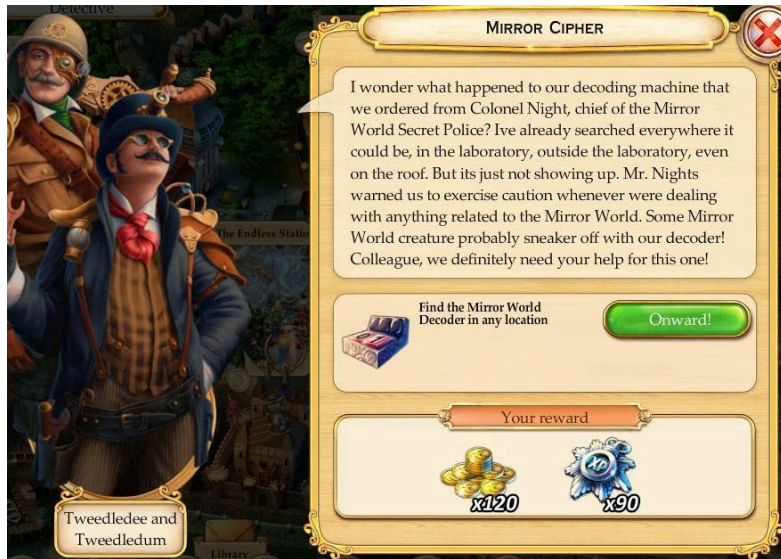 Detective
MIRROR CIPHER
I wonder what happened to our decoding machine that
we ordered from Colonel Night, chief of the Mirror
World Secret Police? Ive already searched everywhere it
could be, in the laboratory, outside the laboratory, even
on the roof. But its just not showing up. Mr. Nights
warned us to exercise caution whenever were dealing
with anything related to the Mirror World. Some Mirror
World creature probably sneaker off with our decoder!
Colleague, we definitely need your help for this one!
The Endless Statio
Find the Mirror World
Decoder in any location
Onward!
Your reward
XP
x120
x90
Tweedledee and
Tweedledum
Library